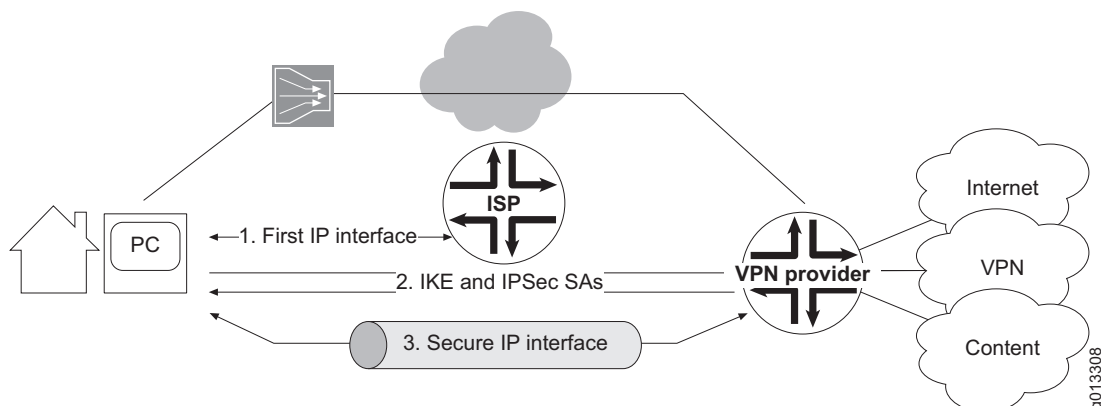 ISP
PC
1. First IP interface
Internet
VPN provider
VPN
2. IKE and IPSec SAs
3. Secure IP interface
Content
g013308